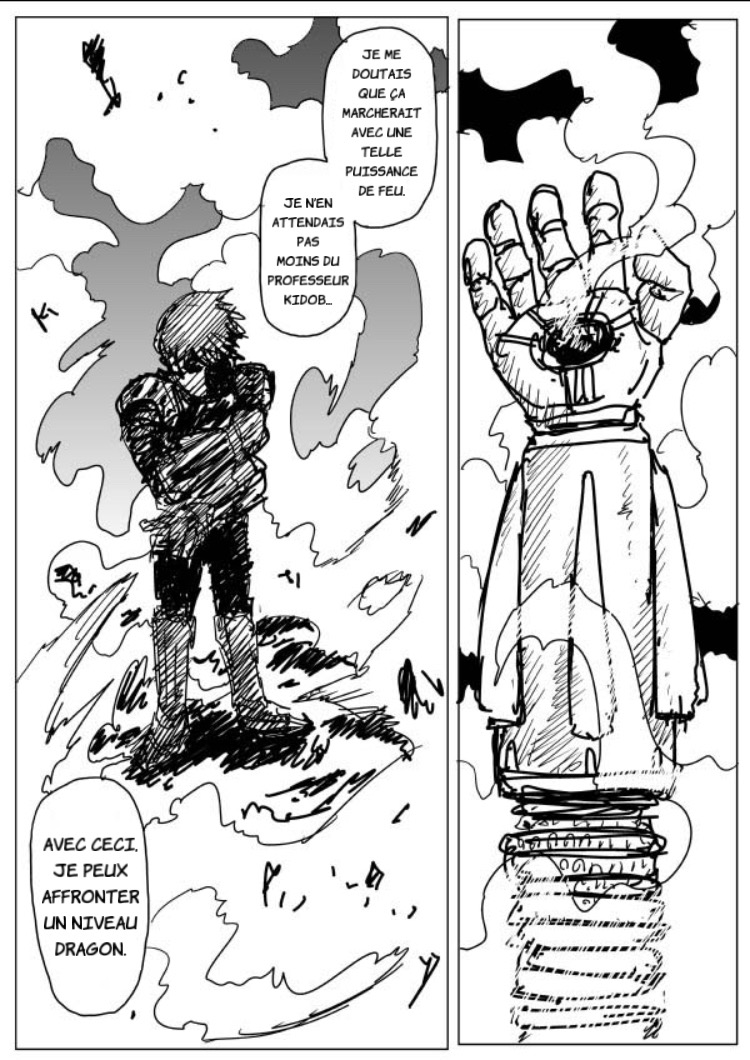 JE ME
DOUTAIS
QUE ÇA
MARCHERAIT
AVEC UNE
TELLE
PUISSANCE
DE FEU.
JE N'EN
ATTENDAIS
PAS
MOINS DU
PROFESSEUR
KIDOB...
AVEC CECI.
JE PEUX
AFFRONTER
UN NIVEAU
DRAGON.